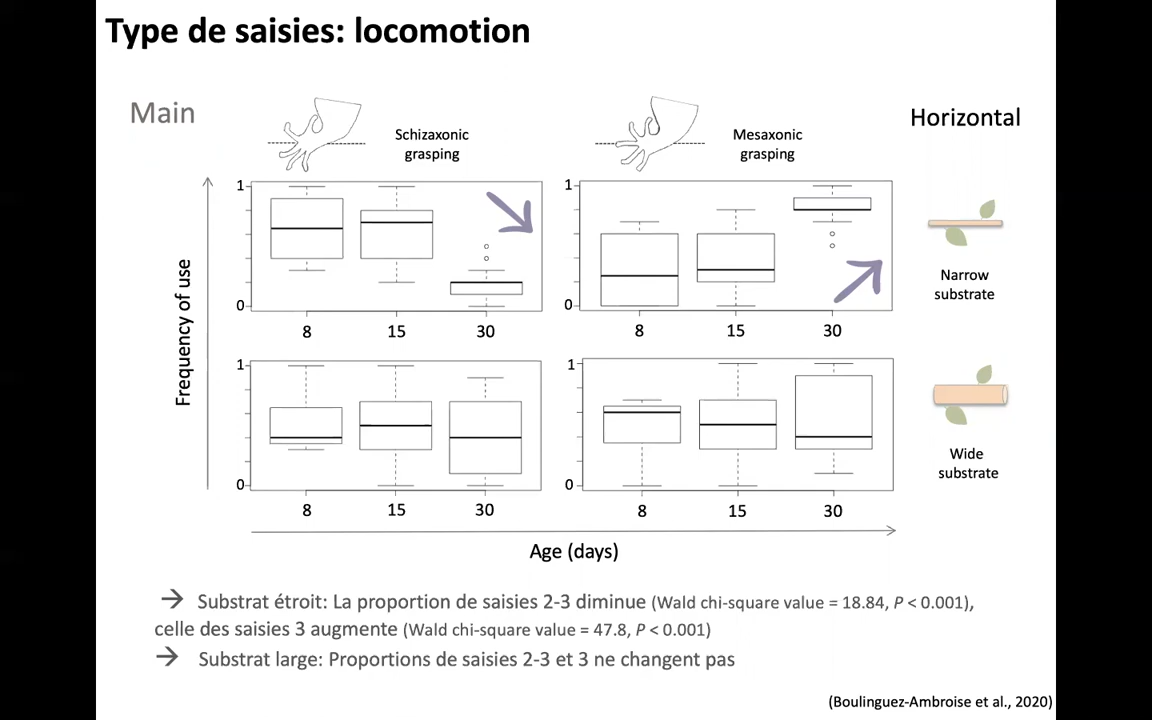 Type de saisies: locomotion
Main
Schizaxonic
grasping
Mesaxonic
grasping
Horizontal
Frequency of use
1
0
8 15 30
1
0
8 15 30
Narrow
substrate
1
0
8 15 30
1
0
8 15 30
Wide
substrate
Age (days)
→ Substrat étroit: La proportion de saisies 2-3 diminue (Wald chi-square value = 18.84, P < 0.001),
celle des saisies 3 augmente (Wald chi-square value = 47.8, P < 0.001)
→ Substrat large: Proportions de saisies 2-3 et 3 ne changent pas
(Boulinguez-Ambroise et al., 2020)